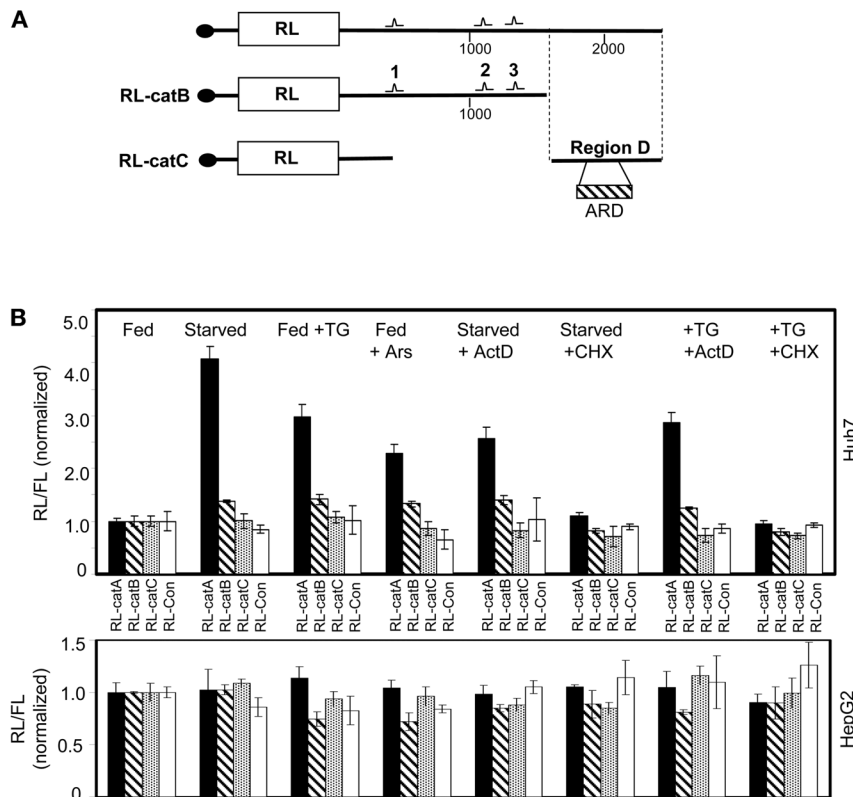 A
RL
1000
2000
RL-catB
1
2
3
RL
1000
RL-catC
RL
Region D
ARD
B
5.0
4.0
3.0
2.0
1.0
0
RL/FL (normalized)
Fed
Starved
Fed +TG
Fed + Ars
Starved + ActD
Starved +CHX
+TG +ActD
+TG +CHX
Huh7
RL-catA RL-catB RL-catC RL-Con
RL-catA RL-catB RL-catC RL-Con
RL-catA RL-catB RL-catC RL-Con
RL-catA RL-catB RL-catC RL-Con
RL-catA RL-catB RL-catC RL-Con
RL-catA RL-catB RL-catC RL-Con
RL-catA RL-catB RL-catC RL-Con
RL-catA RL-catB RL-catC RL-Con
1.5
1.0
0.5
0
RL/FL
(normalized)
HepG2